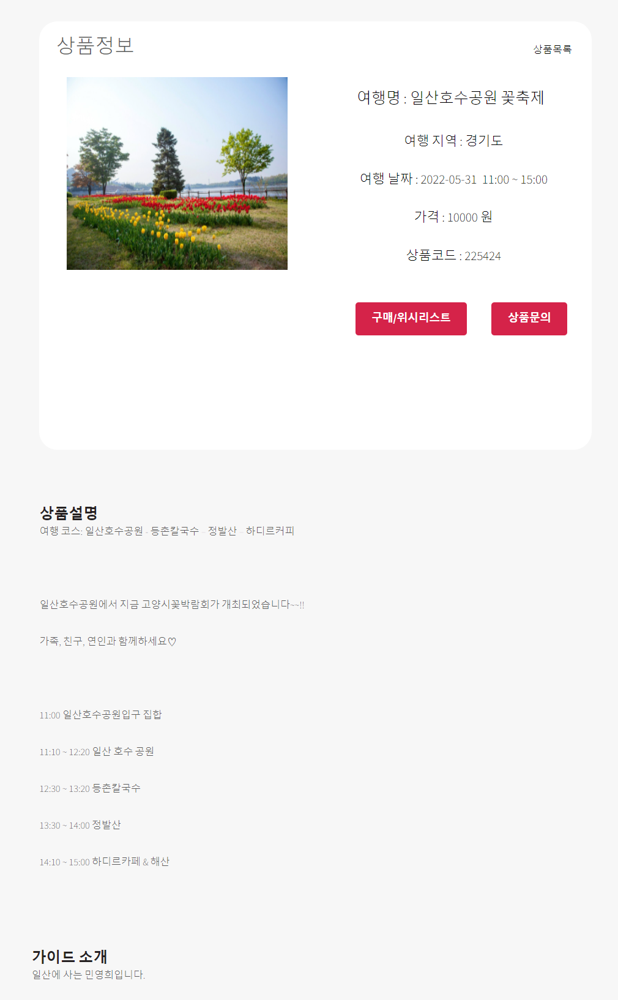 상품정보
상품목록
여행명 : 일산호수공원 꽃축제
여행 지역 : 경기도
여행 날짜 : 2022-05-31 11:00 ~ 15:00
가격 : 10000 원
상품코드 : 225424
구매/위시리스트
상품문의
상품설명
여행 코스: 일산호수공원 - 등촌칼국수 – 정발산 – 하디르커피
일산호수공원에서 지금 고양시꽃박람회가 개최되었습니다~~!!
가족, 친구, 연인과 함께하세요♡
11:00 일산호수공원입구 집합
11:10 ~ 12:20 일산 호수 공원
12:30 ~ 13:20 등촌칼국수
13:30 ~ 14:00 정발산
14:10 ~ 15:00 하디르카페 & 해산
가이드 소개
일산에 사는 민영희입니다.